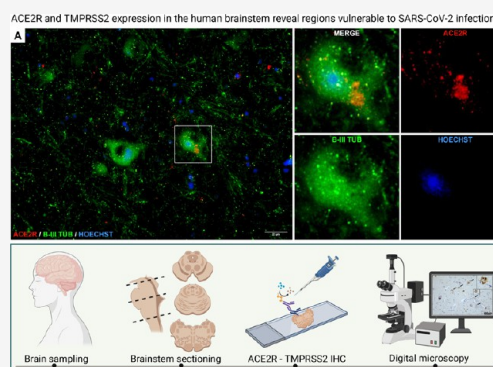 ACE2R and TMPRSS2 expression in the human brainstem reveal regions vulnerable to SARS-CoV-2 infection
A
MERGE
ACE2R
B-III TUB
HOECHST
ACE2R / B-III TUB / HOECHST
Brain sampling
Brainstem sectioning
ACE2R - TMPRSS2 IHC
Digital microscopy